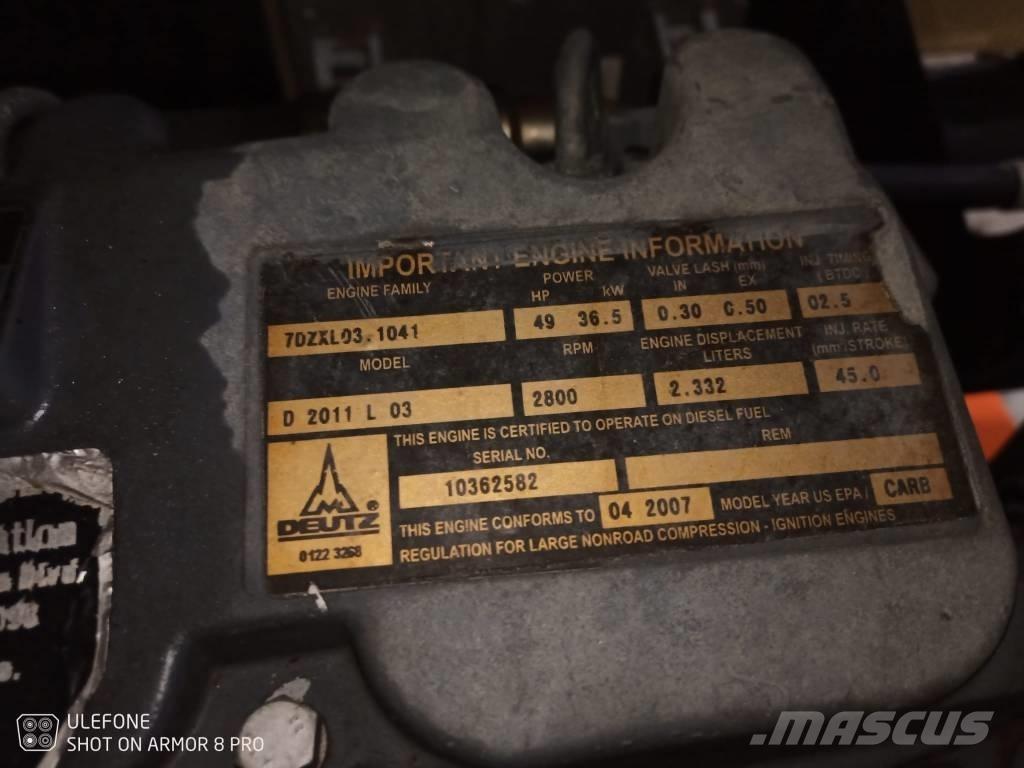 IMPORTANT ENGINE INFORMATION
ENGINE FAMILY
POWER
HP kW
VALVE LASH (mm)
IN EX
INJ. TIMING
(BTDC)
7DZXL03.1041
49 36.5
0.30 0.50
02.5
MODEL
RPM
ENGINE DISPLACEMENT
LITERS
INJ. RATE
(mm³/STROKE)
D 2011 L 03
2800
2.332
45.0
THIS ENGINE IS CERTIFIED TO OPERATE ON DIESEL FUEL
SERIAL NO.
REM
10362582
DEUTZ®
0122 3268
THIS ENGINE CONFORMS TO 04 2007 MODEL YEAR US EPA / CARB
REGULATION FOR LARGE NONROAD COMPRESSION - IGNITION ENGINES
ULEFONE
SHOT ON ARMOR 8 PRO
MASCUS